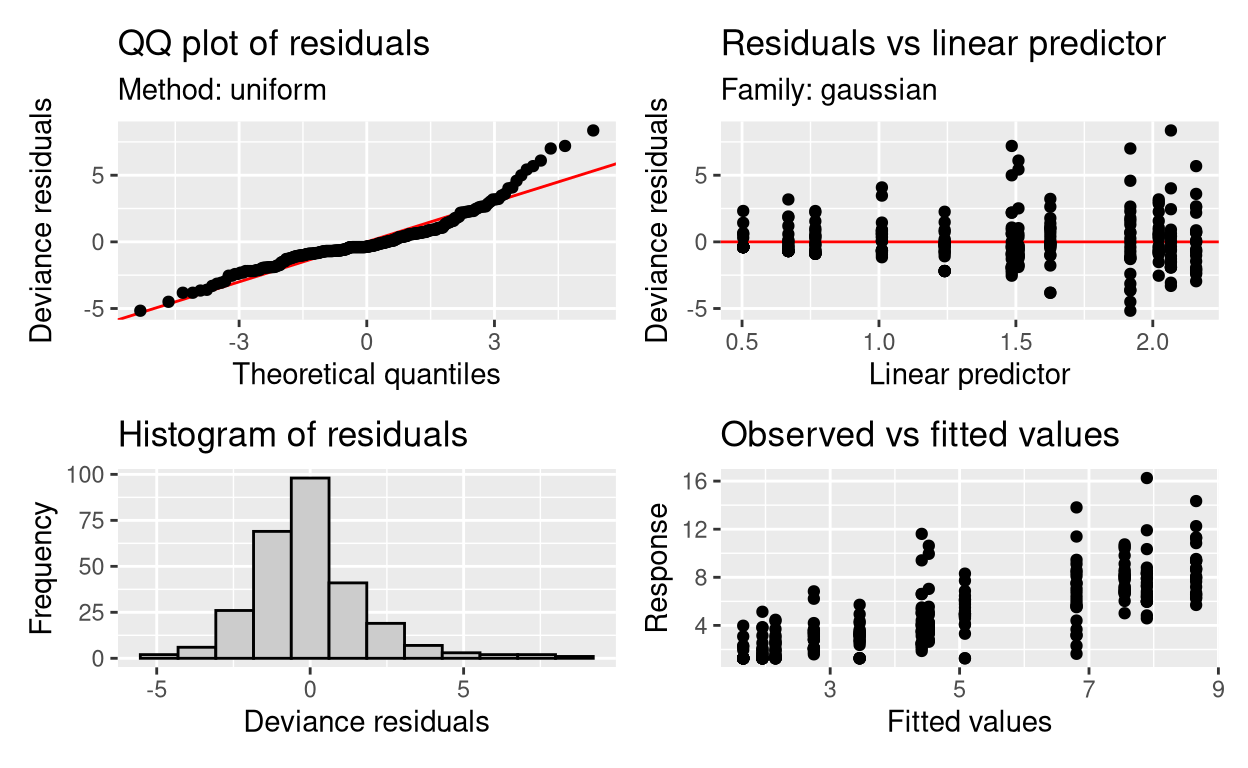 QQ plot of residuals
Method: uniform
Deviance residuals
5
0
-5
-3
0
3
Theoretical quantiles
Residuals vs linear predictor
Family: gaussian
Deviance residuals
5
0
-5
0.5
1.0
1.5
2.0
Linear predictor
Histogram of residuals
Frequency
100
75
50
25
0
-5
0
5
Deviance residuals
Observed vs fitted values
Response
16
12
8
4
3
5
7
9
Fitted values